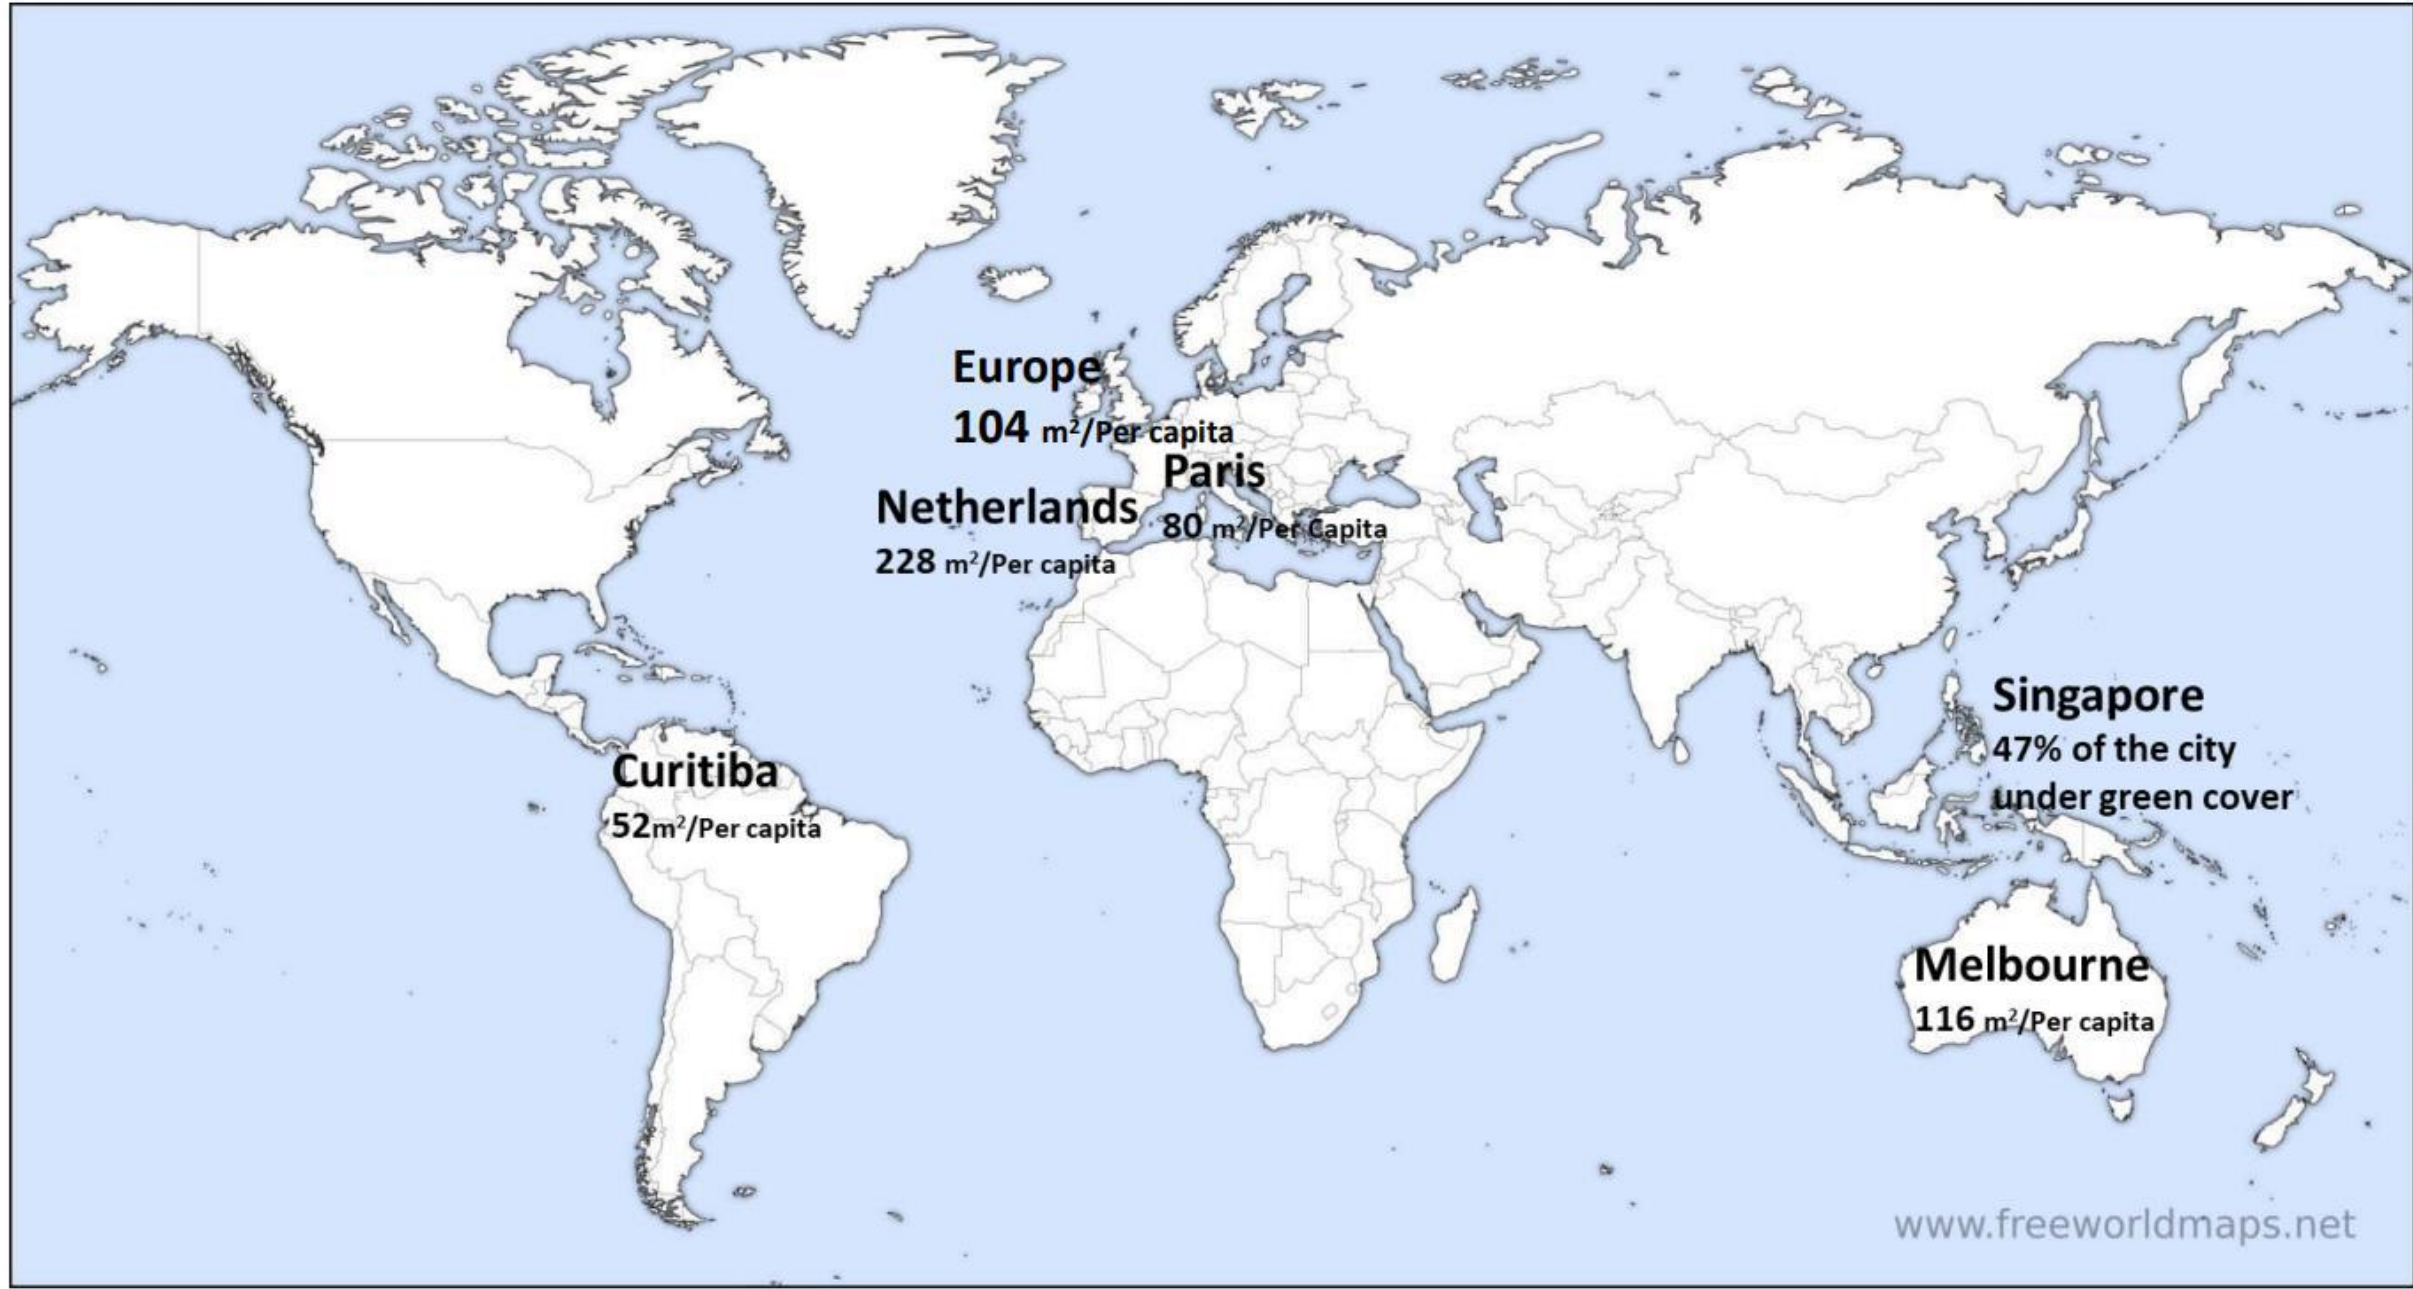 Europe
104 m²/Per capita
Paris
80 m²/Per Capita
Netherlands
228 m²/Per capita
Singapore
47% of the city
under green cover
Curitiba
52m²/Per capita
Melbourne
116 m²/Per capita
www.freeworldmaps.net